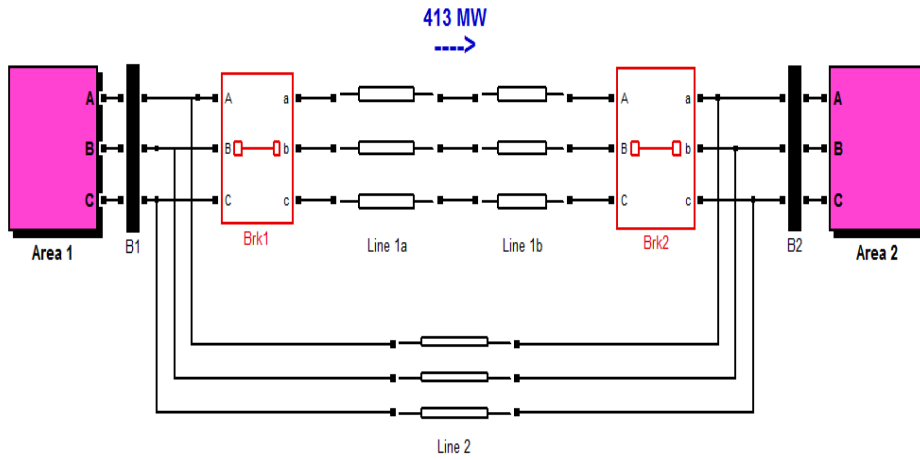 413 MW
---->
A A a A a A
B B b B b B
C C c C c C
Area 1 B1 Brk1 Line 1a Line 1b Brk2 B2 Area 2
Line 2